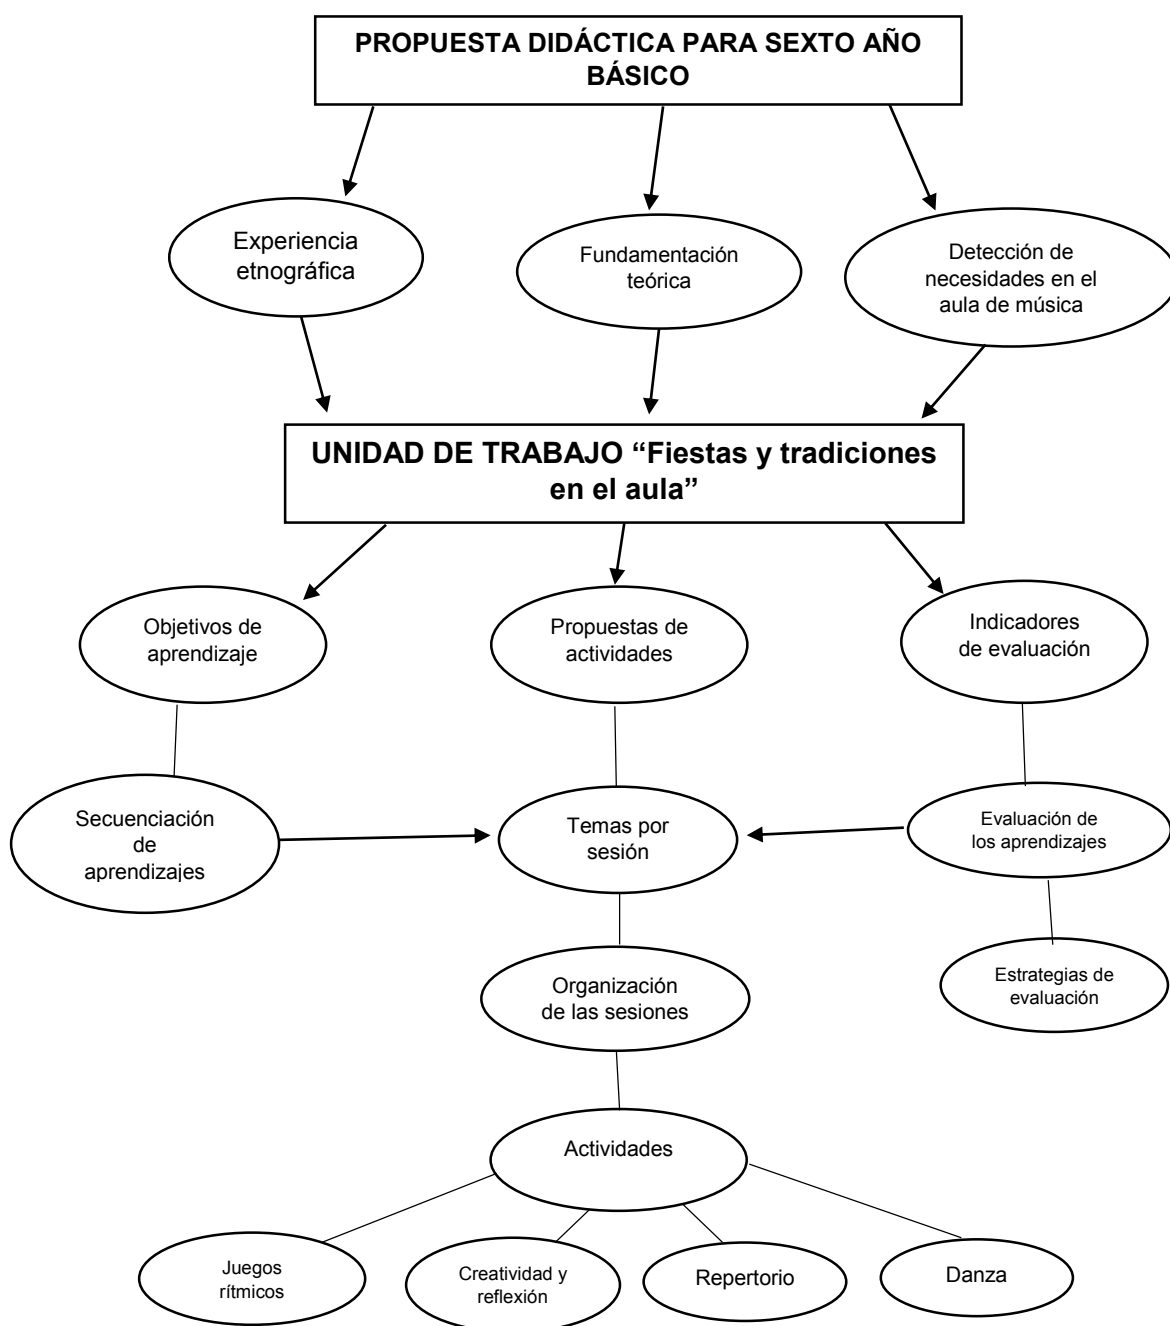 PROPUESTA DIDÁCTICA PARA SEXTO AÑO
BÁSICO
Experiencia
etnográfica
Fundamentación
teórica
Detección de
necesidades en el
aula de música
UNIDAD DE TRABAJO “Fiestas y tradiciones
en el aula”
Objetivos de
aprendizaje
Propuestas de
actividades
Indicadores
de evaluación
Secuenciación
de
aprendizajes
Temas por
sesión
Evaluación de
los aprendizajes
Organización
de las sesiones
Estrategias de
evaluación
Actividades
Juegos
rítmicos
Creatividad y
reflexión
Repertorio
Danza